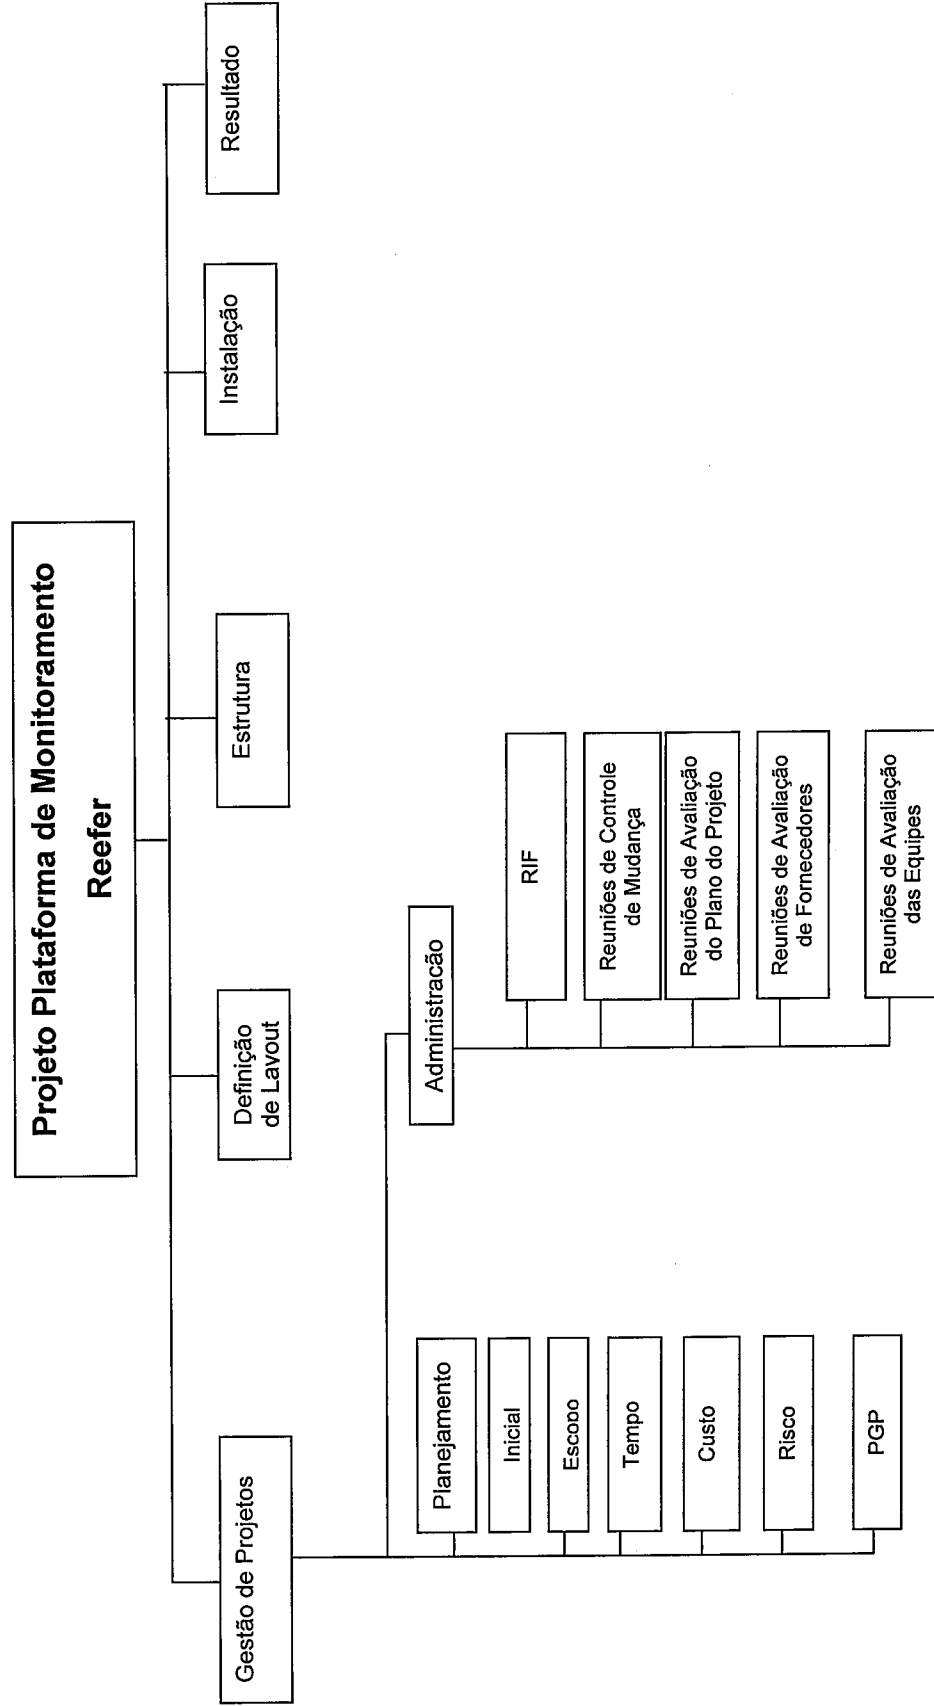 Projeto Plataforma de Monitoramento
Reefer
Gestão de Projetos
Definição
de Layout
Estrutura
Instalação
Resultado
Planejamento
Inicial
Escopo
Tempo
Custo
Risco
PGP
Administração
RIF
Reuniões de Controle
de Mudança
Reuniões de Avaliação
do Plano do Projeto
Reuniões de Avaliação
de Fornecedores
Reuniões de Avaliação
das Equipes